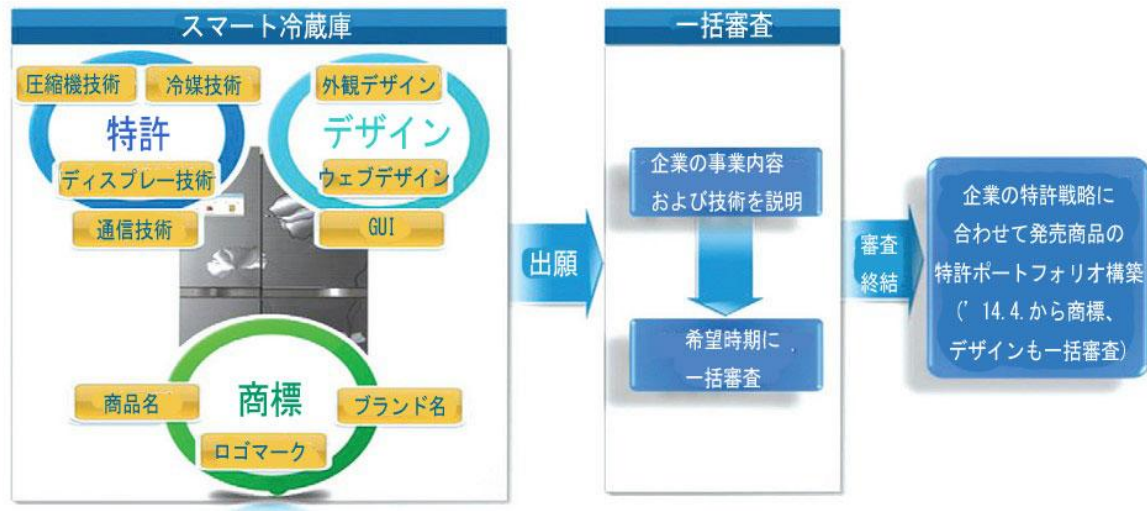 スマート冷蔵庫
圧縮機技術
冷媒技術
特許
ディスプレー技術
通信技術
外観デザイン
デザイン
ウェブデザイン
GUI
商標
商品名
ブランド名
ロゴマーク
出願
一括審査
企業の事業内容
および技術を説明
希望時期に
一括審査
審査
終結
企業の特許戦略に
合わせて発売商品の
特許ポートフォリオ構築
(’14.4.から商標、
デザインも一括審査)